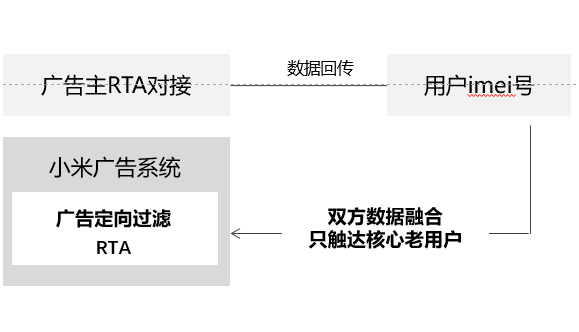 数据回传
广告主RTA对接
用户imei号
小米广告系统
广告定向过滤
RTA
双方数据融合
只触达核心老用户